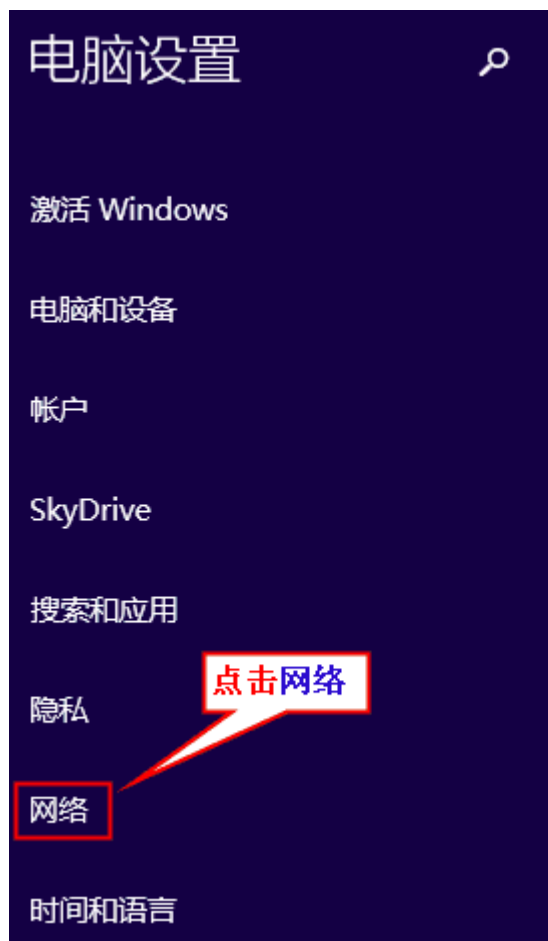 电脑设置
激活 Windows
电脑和设备
帐户
SkyDrive
搜索和应用
点击网络
隐私
网络
时间和语言